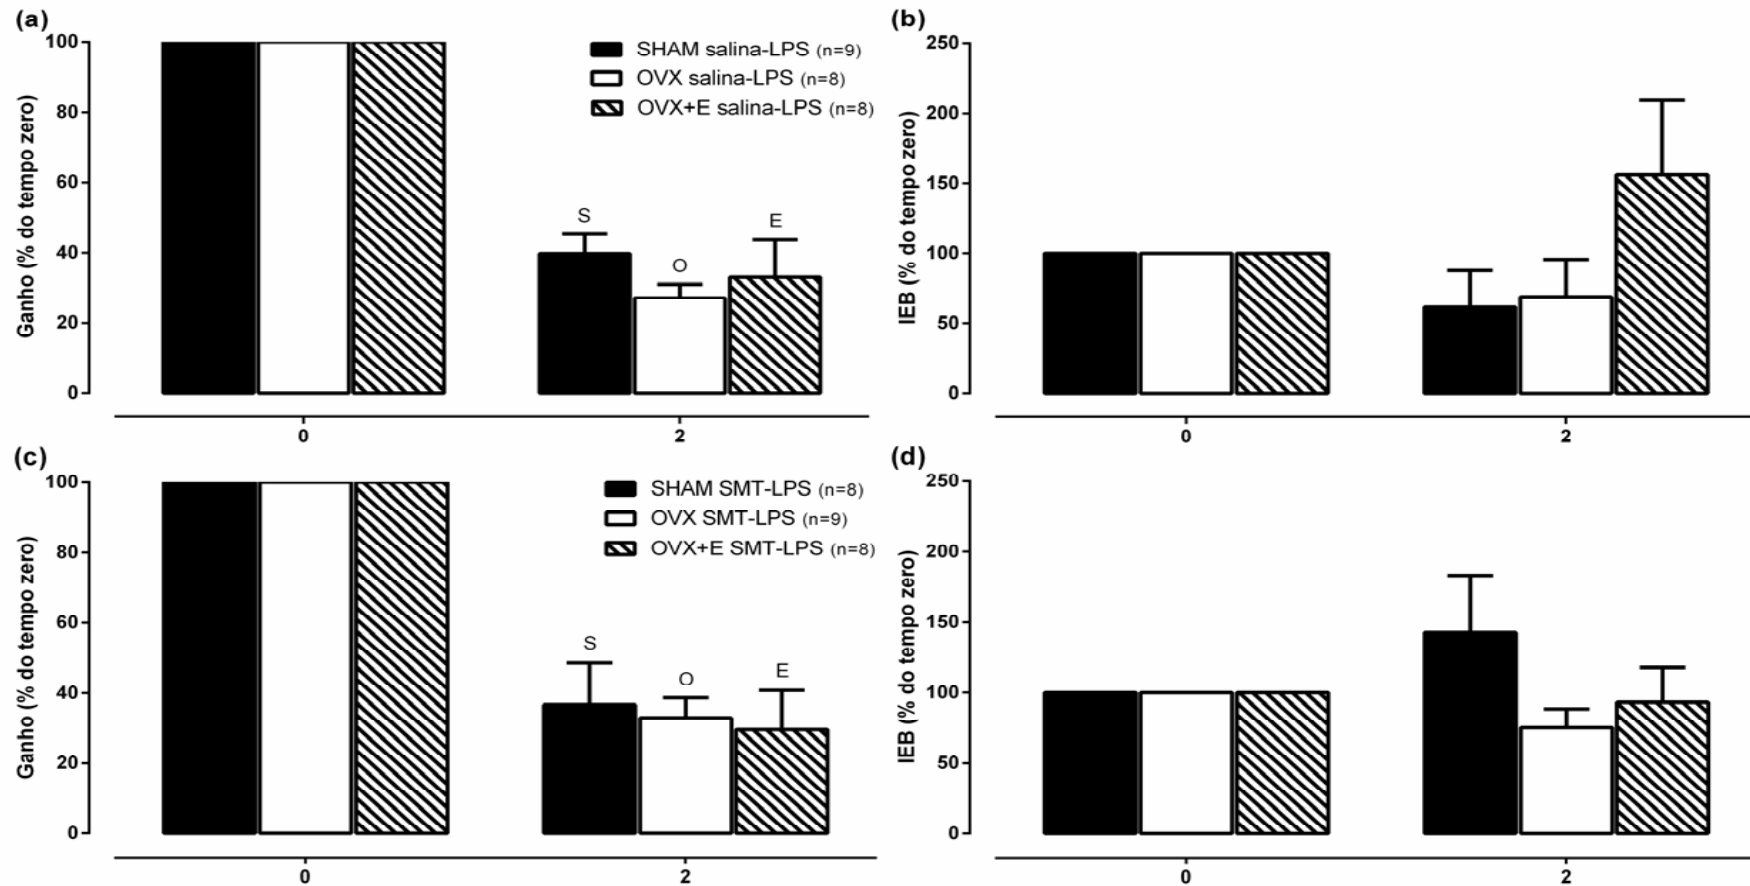 (a)
Ganho (% do tempo zero)
100
80
60
40
20
0
SHAM salina-LPS (n=9)
OVX salina-LPS (n=8)
OVX+E salina-LPS (n=8)
S
O
E
0
2
(b)
IEB (% do tempo zero)
250
200
150
100
50
0
0
2
(c)
Ganho (% do tempo zero)
100
80
60
40
20
0
SHAM SMT-LPS (n=8)
OVX SMT-LPS (n=9)
OVX+E SMT-LPS (n=8)
S
O
E
0
2
(d)
IEB (% do tempo zero)
250
200
150
100
50
0
0
2